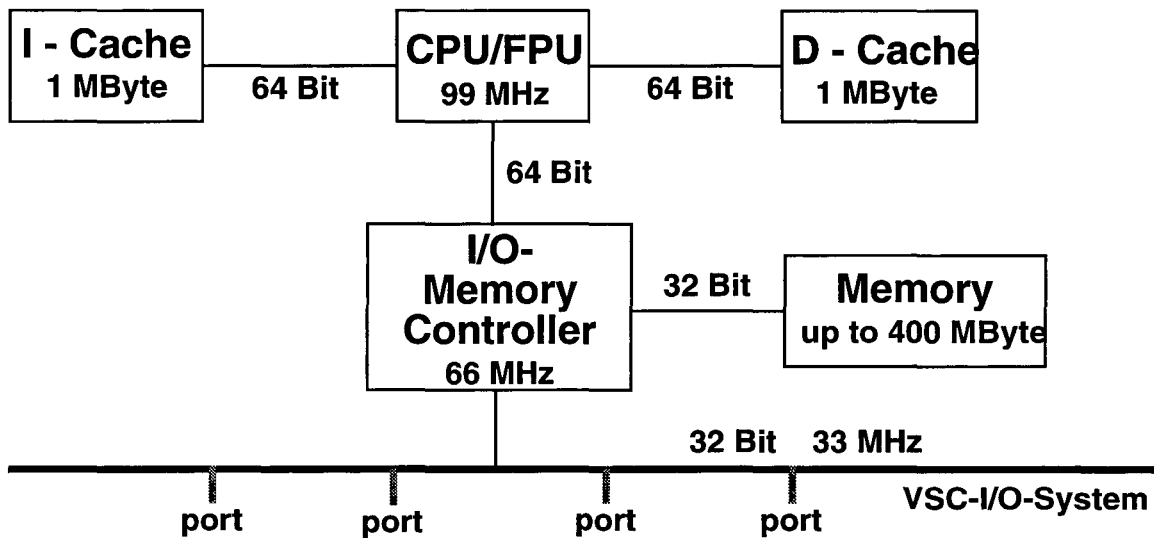 I - Cache
1 MByte
64 Bit
CPU/FPU
99 MHz
64 Bit
D - Cache
1 MByte
64 Bit
I/O-
Memory
Controller
66 MHz
32 Bit
Memory
up to 400 MByte
32 Bit 33 MHz
VSC-I/O-System
port
port
port
port